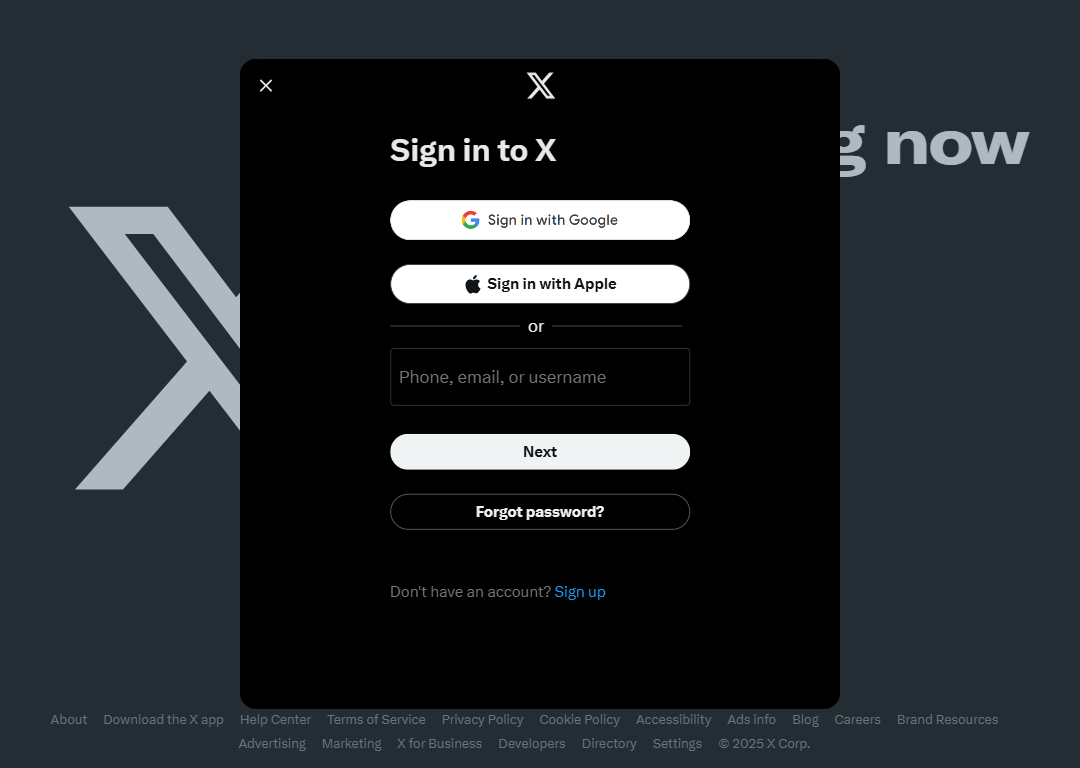 g now
Sign in to X
Sign in with Google
Sign in with Apple
or
Phone, email, or username
Next
Forgot password?
Don't have an account? Sign up
About Download the X app Help Center Terms of Service Privacy Policy Cookie Policy Accessibility Ads info Blog Careers Brand Resources
Advertising Marketing X for Business Developers Directory Settings © 2025 X Corp.